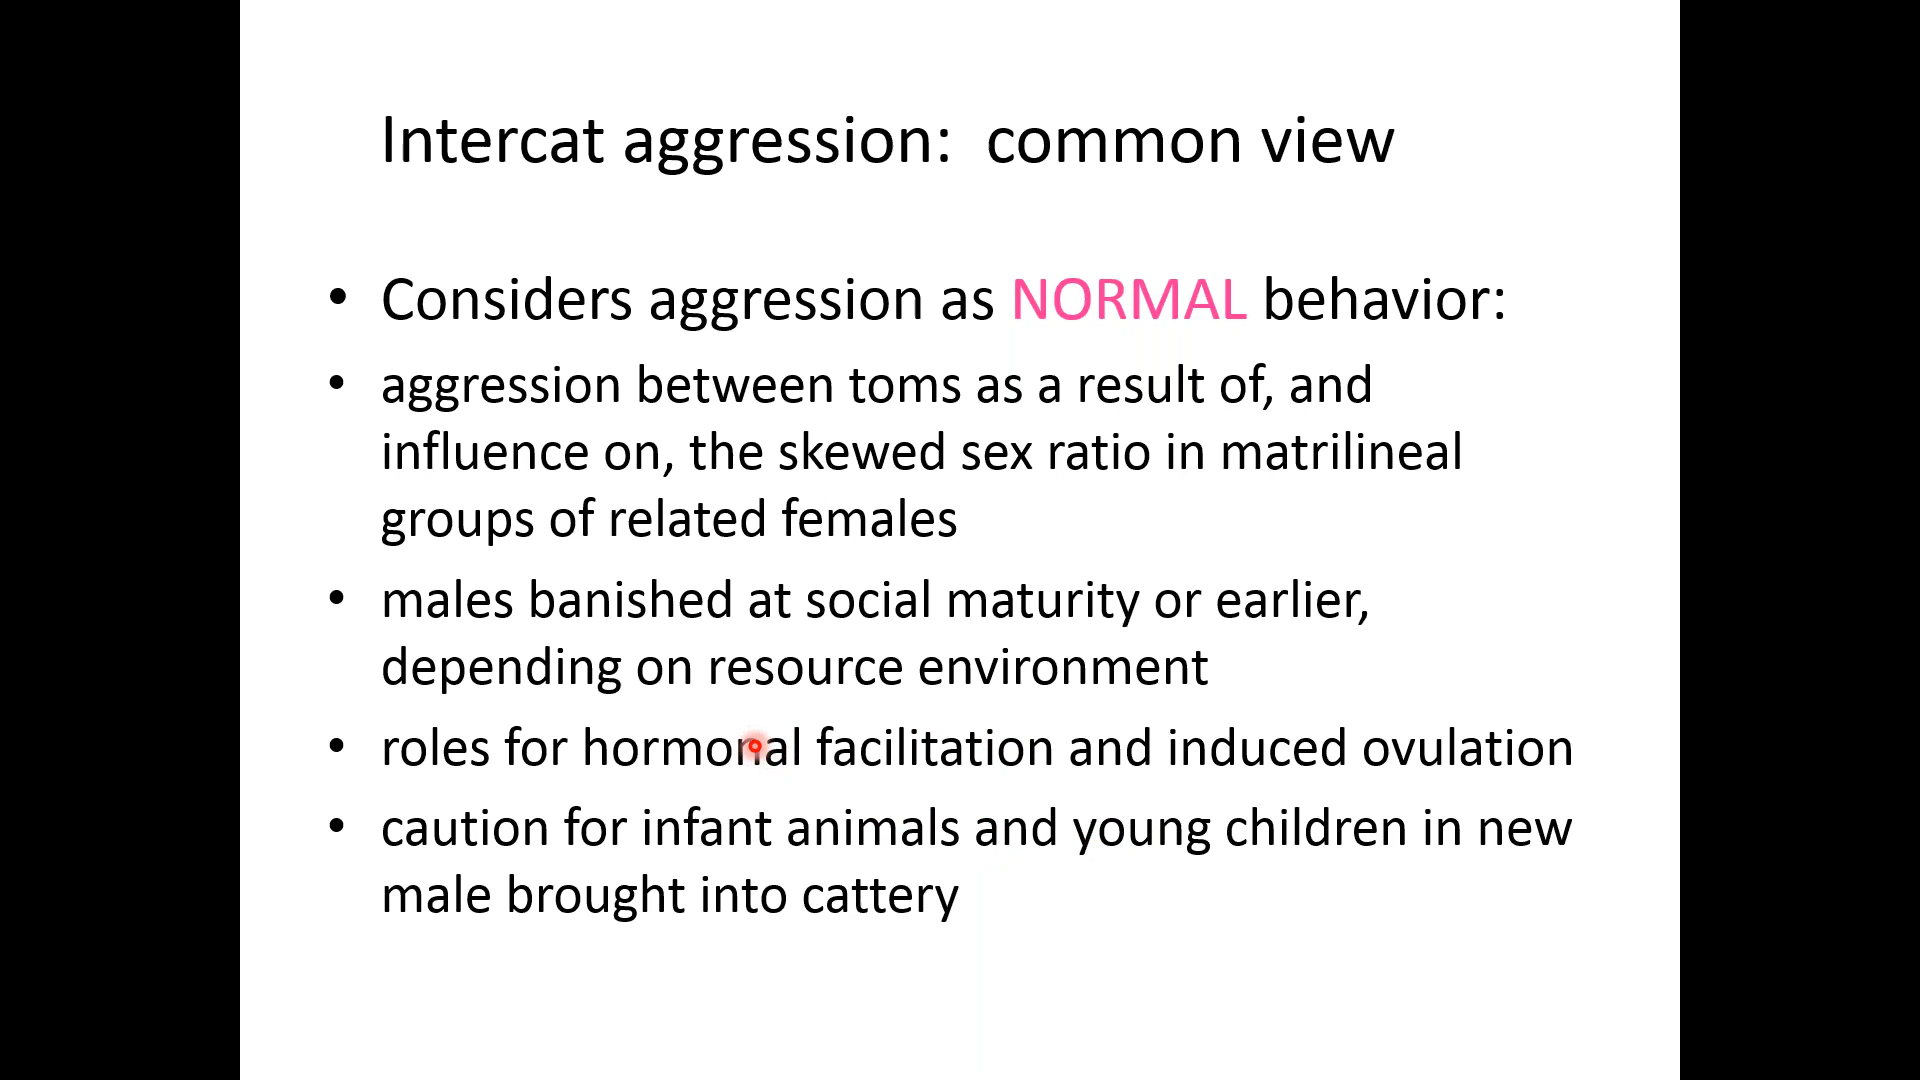 Intercat aggression:  common view
• Considers aggression as NORMAL behavior:
• aggression between toms as a result of, and
influence on, the skewed sex ratio in matrilineal
groups of related females
• males banished at social maturity or earlier,
depending on resource environment
• roles for hormonal facilitation and induced ovulation
• caution for infant animals and young children in new
male brought into cattery